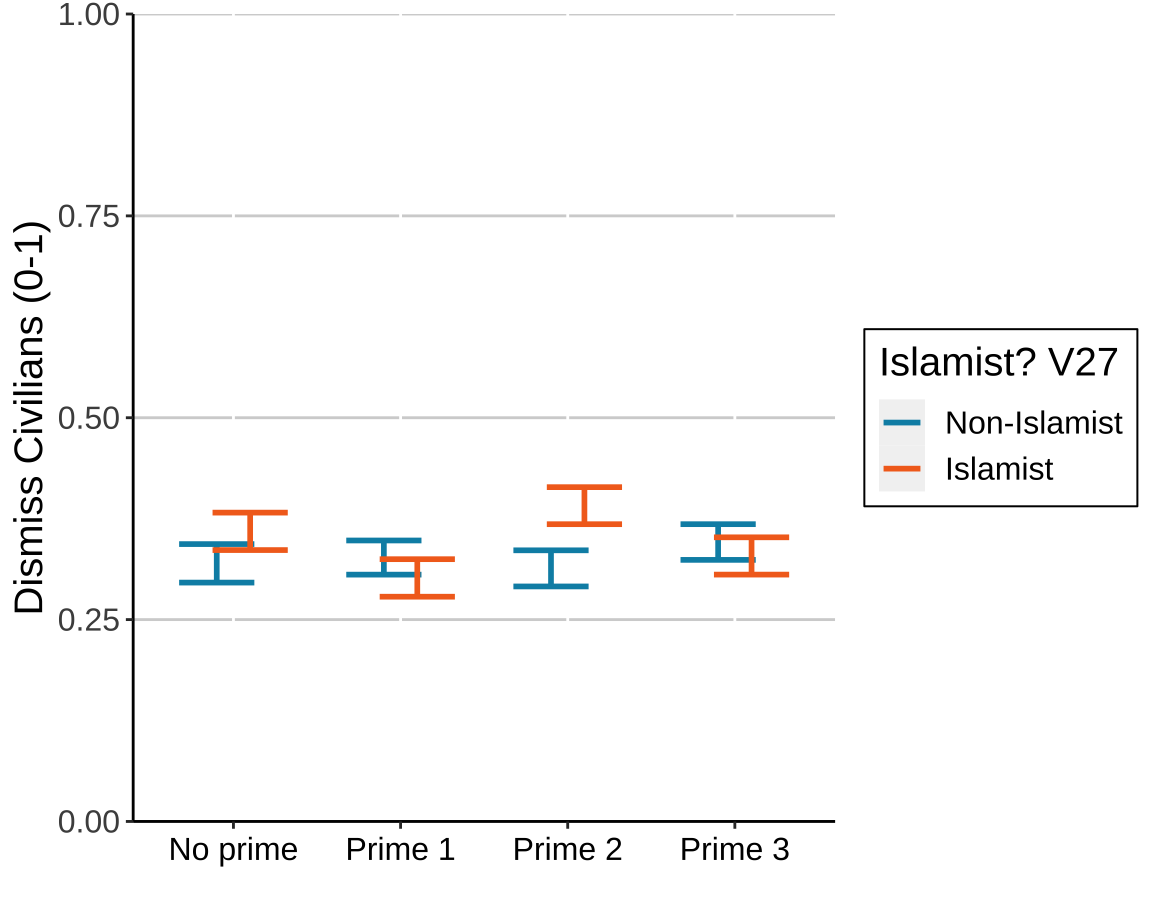 1.00
0.75
0.50
0.25
0.00
Dismiss Civilians (0-1)
No prime
Prime 1
Prime 2
Prime 3
Islamist? V27
Non-Islamist
Islamist